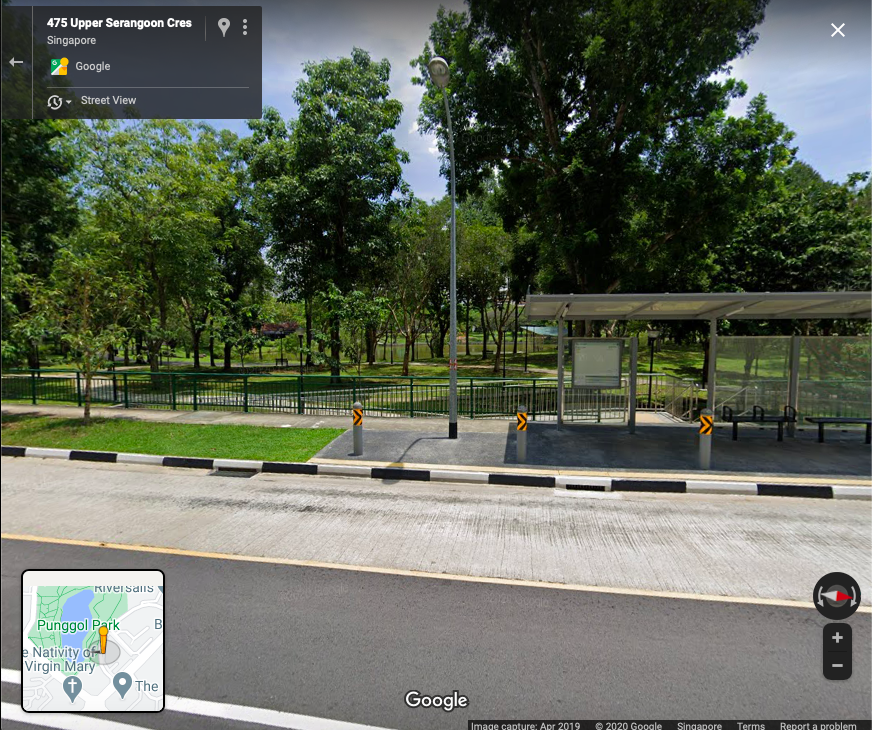 475 Upper Serangoon Cres
Singapore
Google
Street View
Riversails
Punggol Park
B
e Nativity of
Virgin Mary
The
Google
Image capture: Apr 2019 © 2020 Google Singapore Terms Report a problem